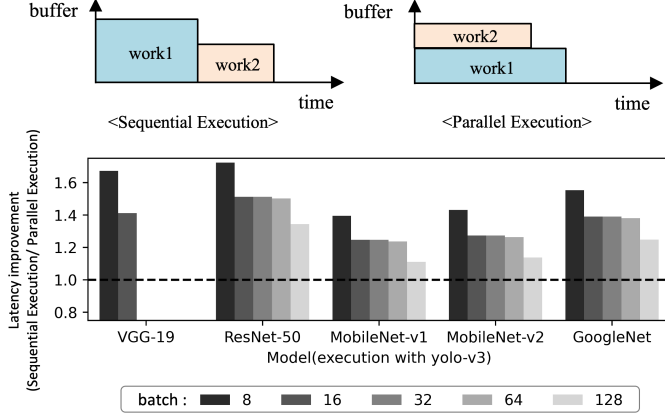 buffer
work1
work2
time
<Sequential Execution>
buffer
work2
work1
time
<Parallel Execution>
Latency improvement
(Sequential Execution/ Parallel Execution)
1.6
1.4
1.2
1.0
0.8
VGG-19
ResNet-50
MobileNet-v1
MobileNet-v2
GoogleNet
Model(execution with yolo-v3)
batch : 8 16 32 64 128